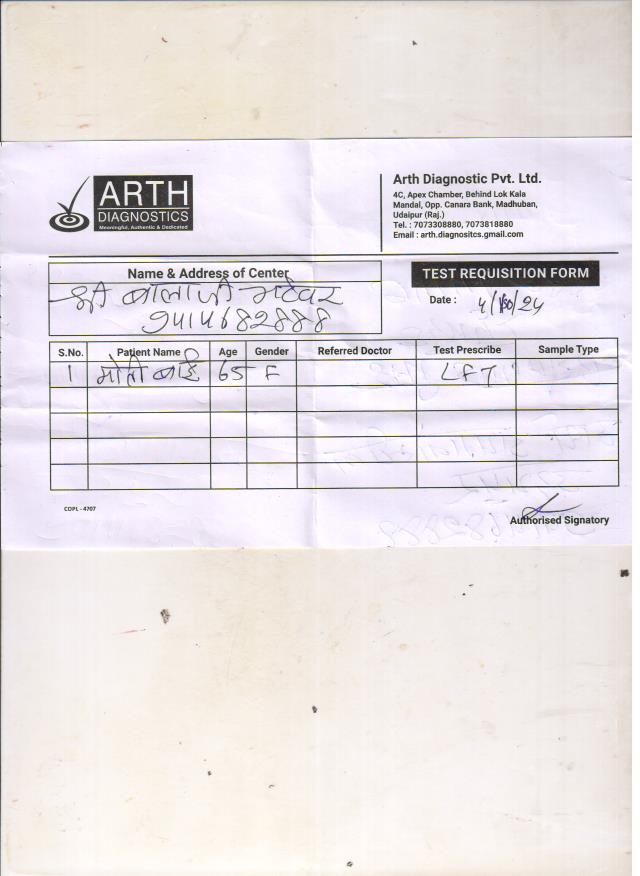 ARTH
DIAGNOSTICS
Meaningful, Authentic & Dedicated
Arth Diagnostic Pvt. Ltd.
4C, Apex Chamber, Behind Lok Kala
Mandal, Opp. Canara Bank, Madhuban,
Udaipur (Raj.)
Tel. : 7073308880, 7073818880
Email : arth.diagnositcs.gmail.com
Name & Address of Center
श्री बालाजी
9414682888
TEST REQUISITION FORM
Date : 4/10/24
S.No. Patient Name Age Gender Referred Doctor Test Prescribe Sample Type
1 मोती बाई 65 F LFT
COPL - 4707
Authorised Signatory